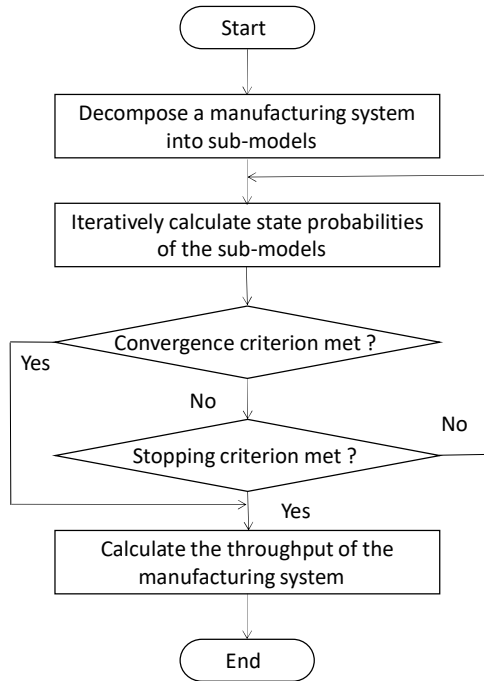 Start
Decompose a manufacturing system
into sub-models
Iteratively calculate state probabilities
of the sub-models
Convergence criterion met ?
Yes
No
No
Stopping criterion met ?
Yes
Calculate the throughput of the
manufacturing system
End